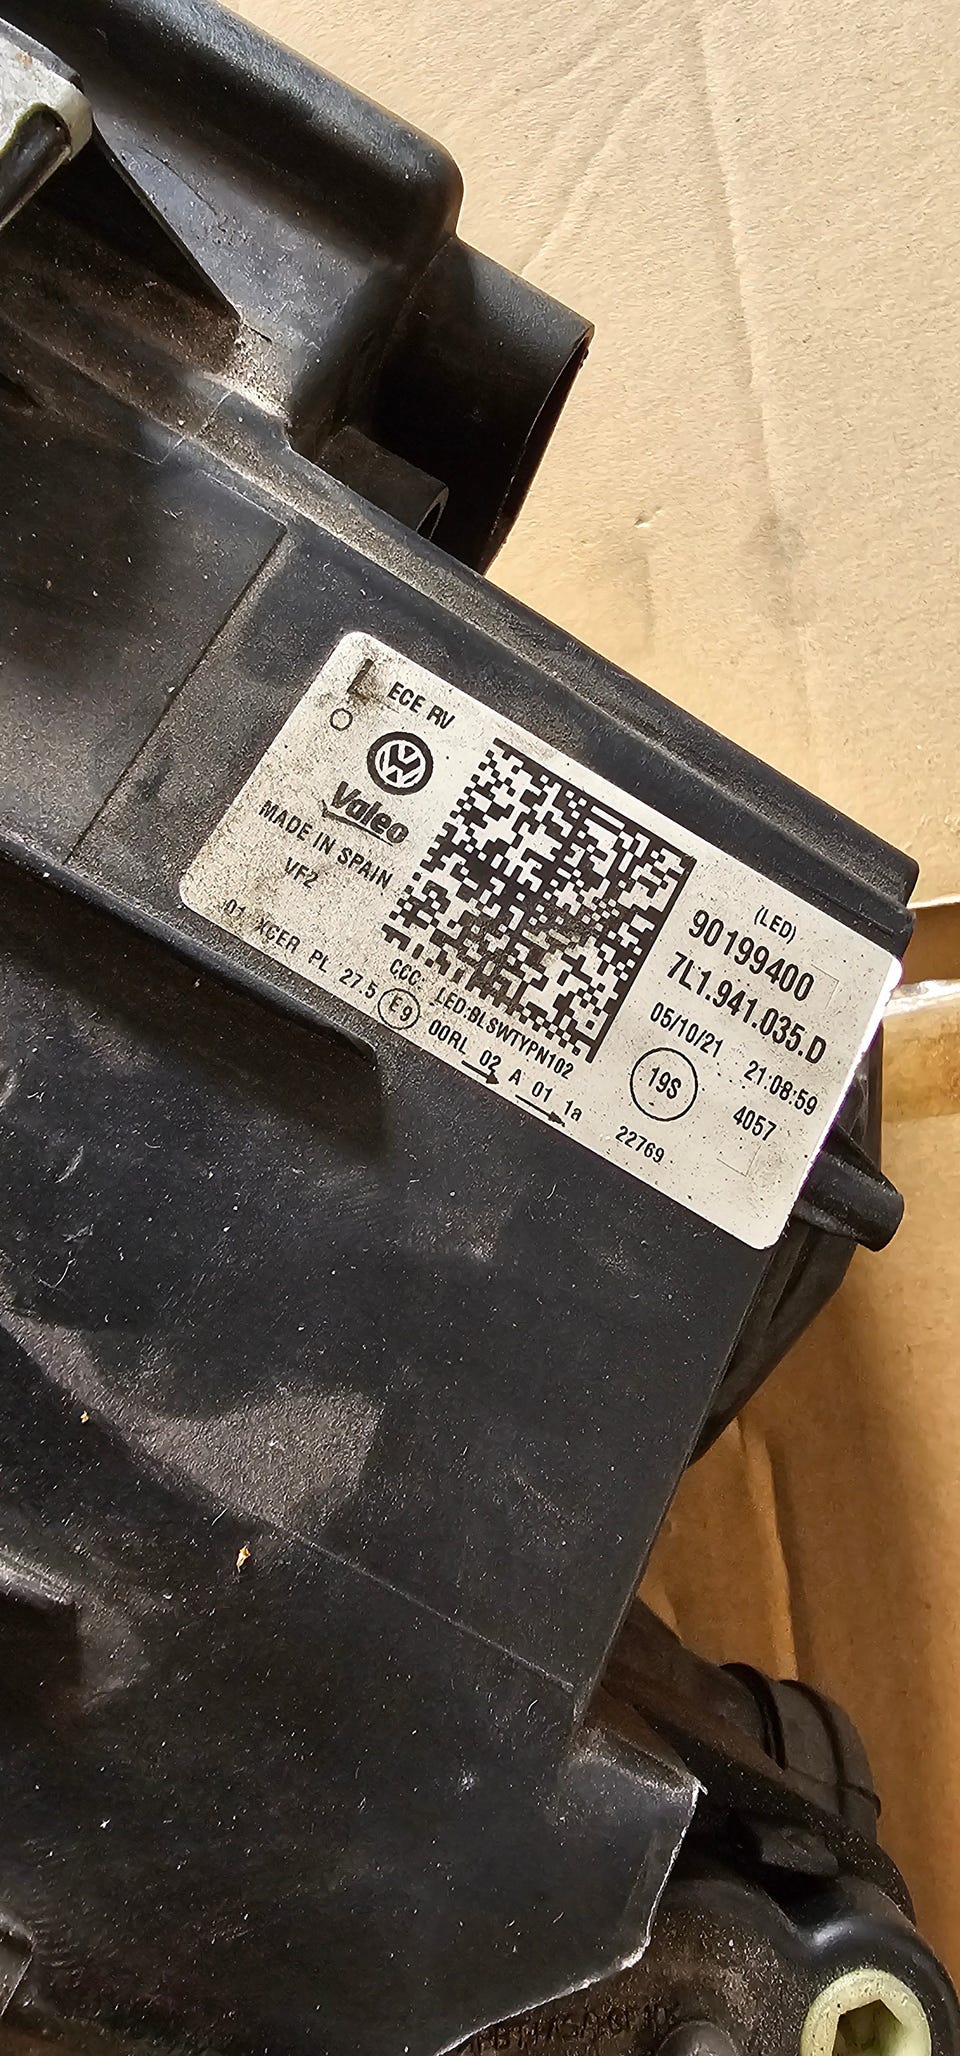 L ECE RV
VW
Valeo
MADE IN SPAIN
VF2
01 XCER PL 27.5 E9 00RL 02 A 01 1a
CCC: LED:BLSWTYPN102
(LED)
90199400
7L1.941.035.D
05/10/21 21:08:59
19S 4057
22769